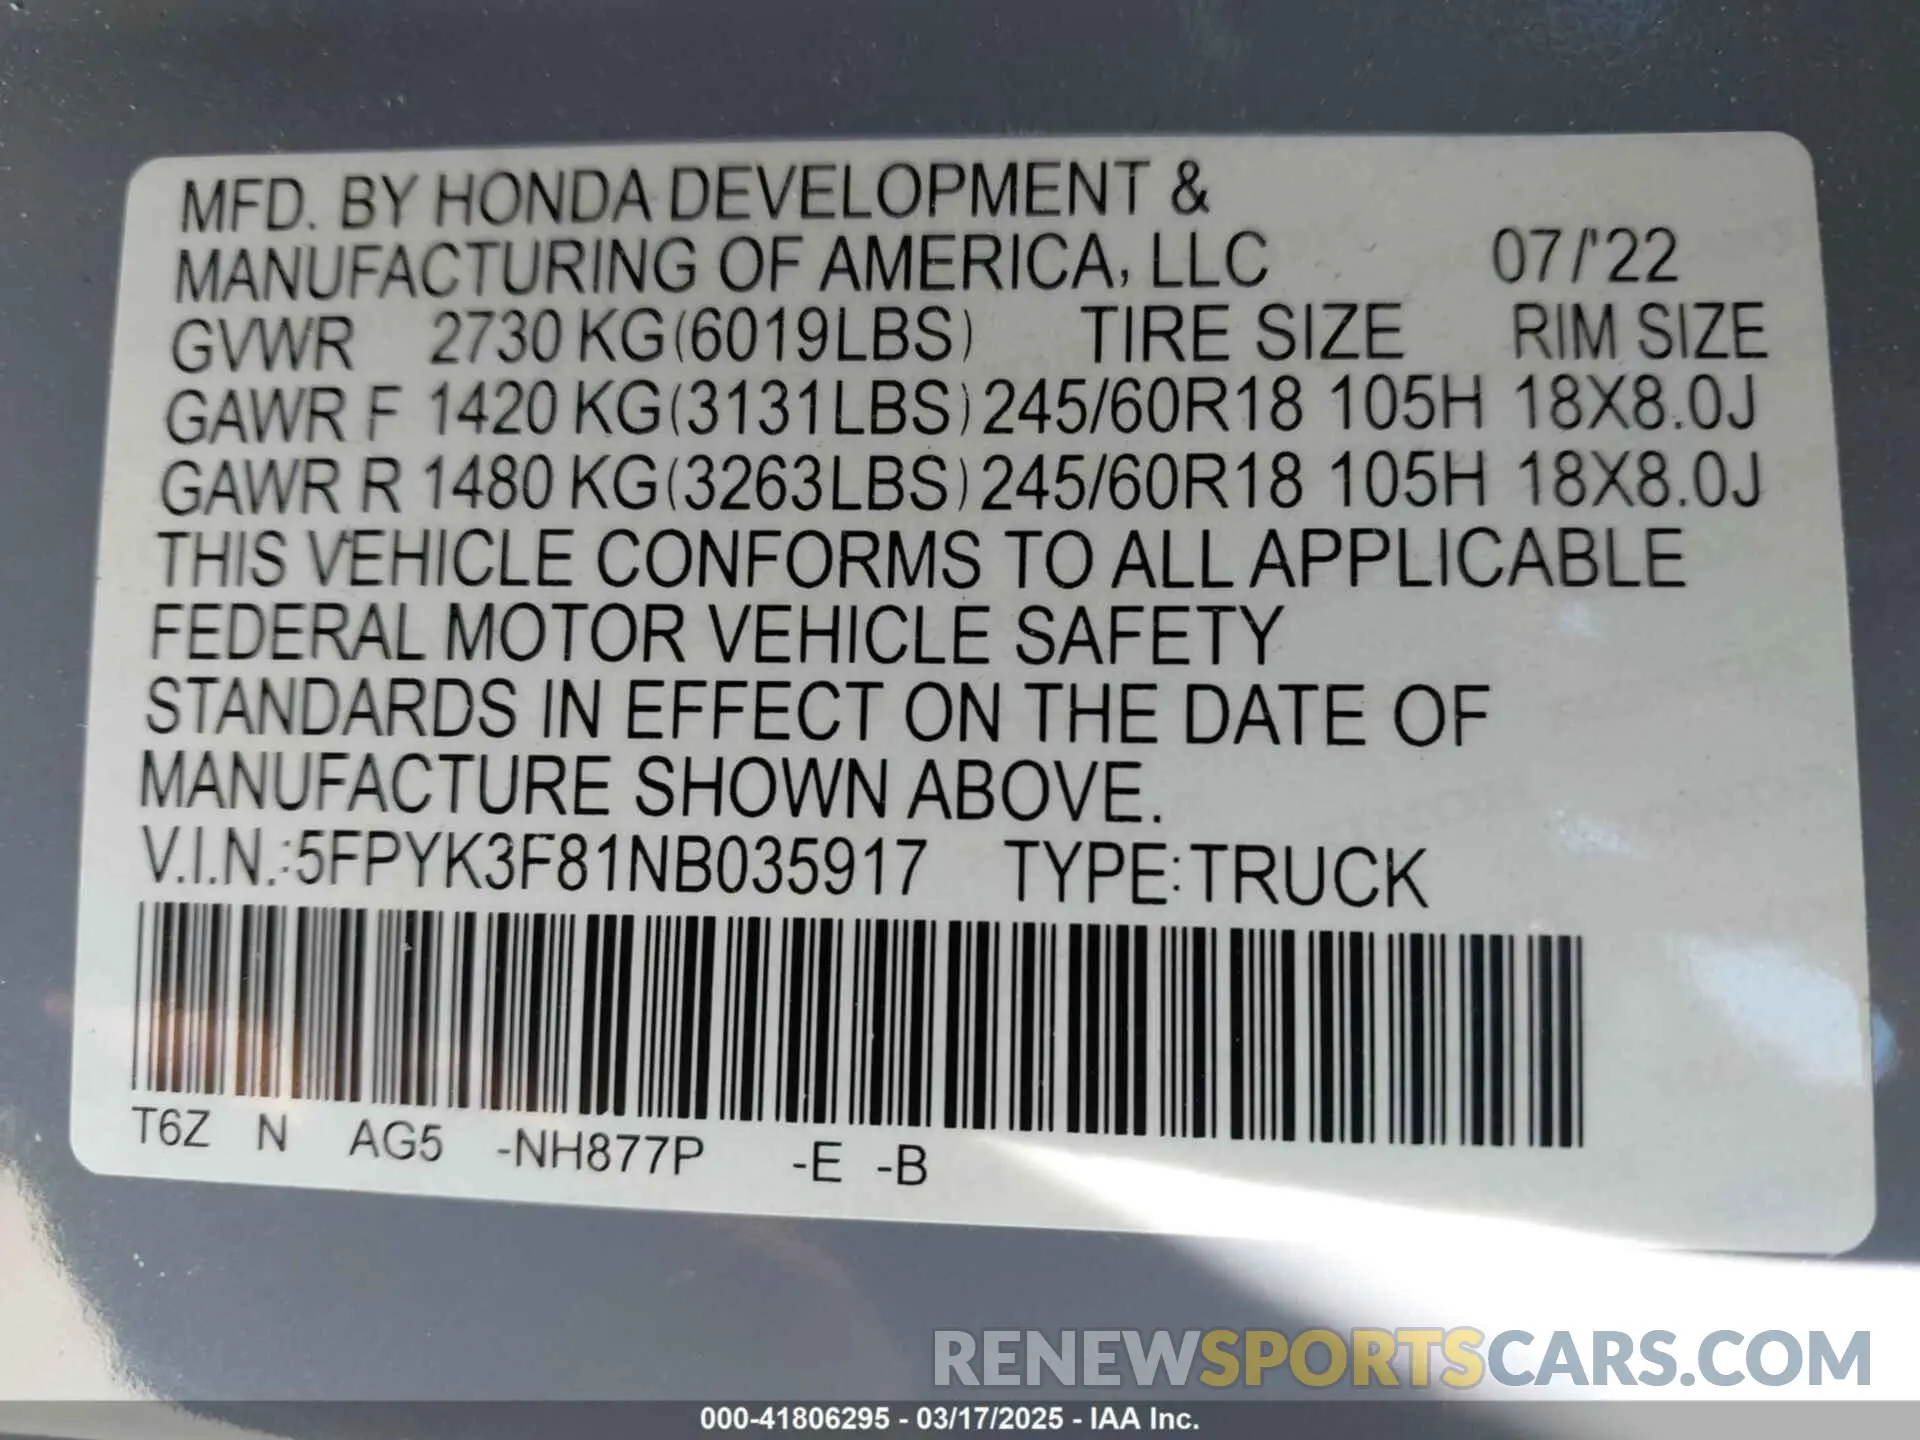 MFD. BY HONDA DEVELOPMENT &
MANUFACTURING OF AMERICA, LLC 07/'22
GVWR 2730 KG(6019LBS) TIRE SIZE RIM SIZE
GAWR F 1420 KG(3131LBS) 245/60R18 105H 18X8.0J
GAWR R 1480 KG(3263LBS) 245/60R18 105H 18X8.0J
THIS VEHICLE CONFORMS TO ALL APPLICABLE
FEDERAL MOTOR VEHICLE SAFETY
STANDARDS IN EFFECT ON THE DATE OF
MANUFACTURE SHOWN ABOVE.
V.I.N.:5FPYK3F81NB035917 TYPE:TRUCK
T6Z N AG5 -NH877P -E -B
RENEWSPORTSCARS.COM
000-41806295 - 03/17/2025 - IAA Inc.